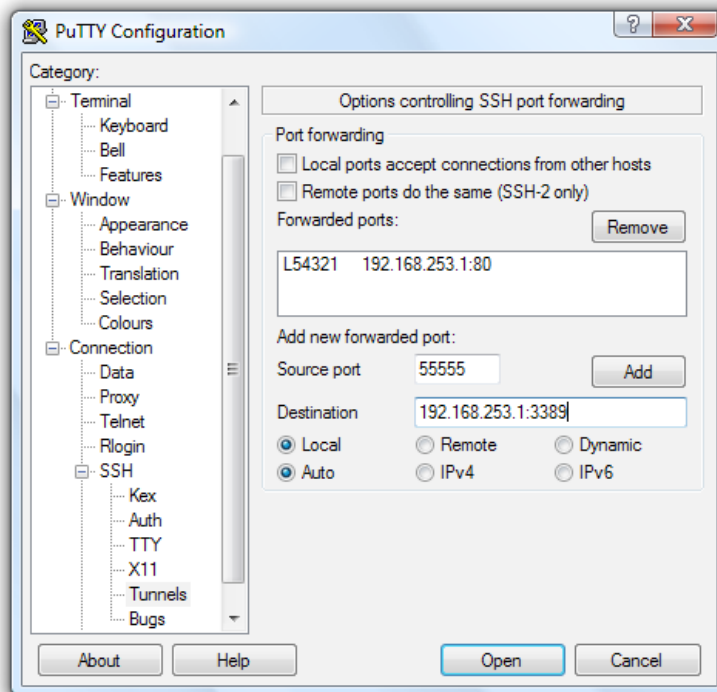 PuTTY Configuration
?
X
Category:
Terminal
Keyboard
Bell
Features
Window
Appearance
Behaviour
Translation
Selection
Colours
Connection
Data
Proxy
Telnet
Rlogin
SSH
Kex
Auth
TTY
X11
Tunnels
Bugs
Options controlling SSH port forwarding
Port forwarding
Local ports accept connections from other hosts
Remote ports do the same (SSH-2 only)
Forwarded ports:
Remove
L54321 192.168.253.1:80
Add new forwarded port:
Source port 55555 Add
Destination 192.168.253.1:3389
Local Remote Dynamic
Auto IPv4 IPv6
About Help Open Cancel